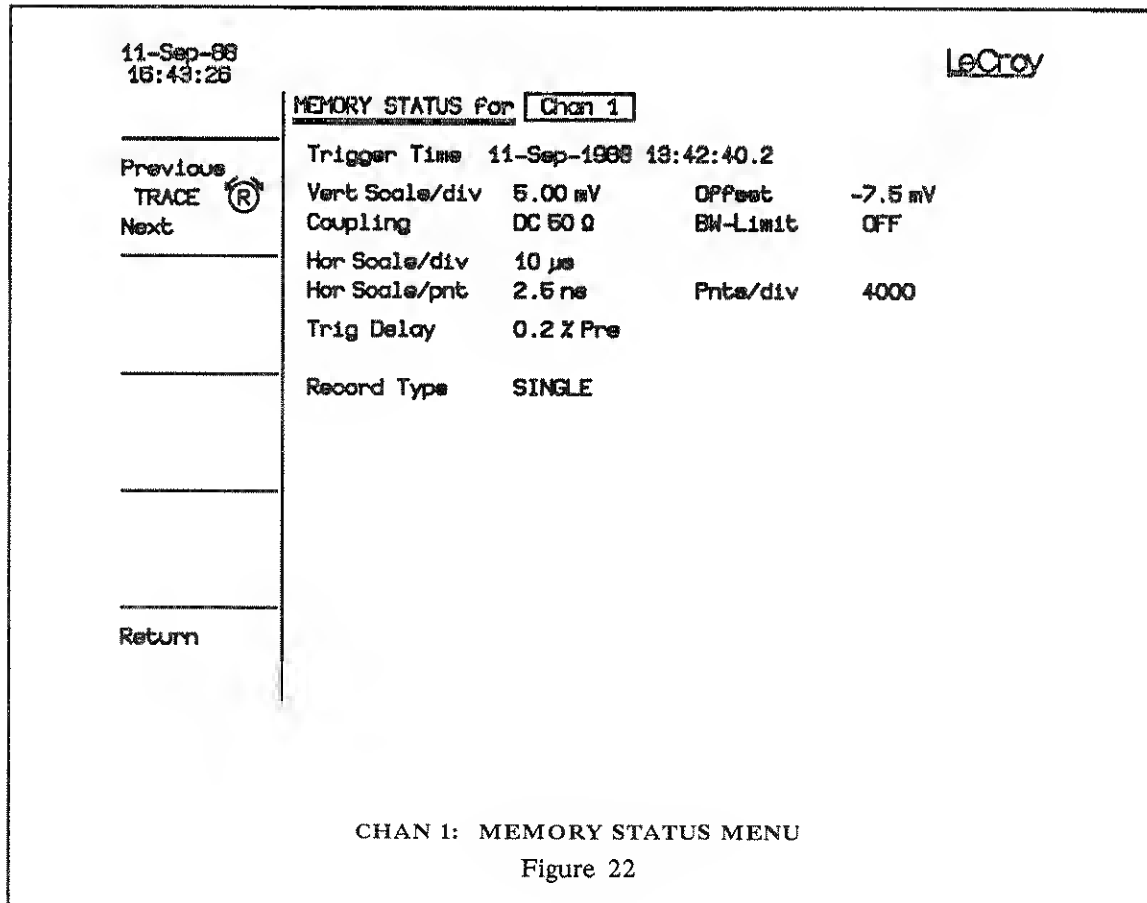 11-Sep-88
16:43:26
LeCroy
MEMORY STATUS for Chan 1
Previous
TRACE R
Next
Return
Trigger Time 11-Sep-1988 13:42:40.2
Vert Scale/div 5.00 mV Offset -7.5 mV
Coupling DC 50 Ω BW-Limit OFF
Hor Scale/div 10 µs
Hor Scale/pnt 2.5 ns Pnts/div 4000
Trig Delay 0.2 % Pre
Record Type SINGLE
CHAN 1: MEMORY STATUS MENU
Figure 22